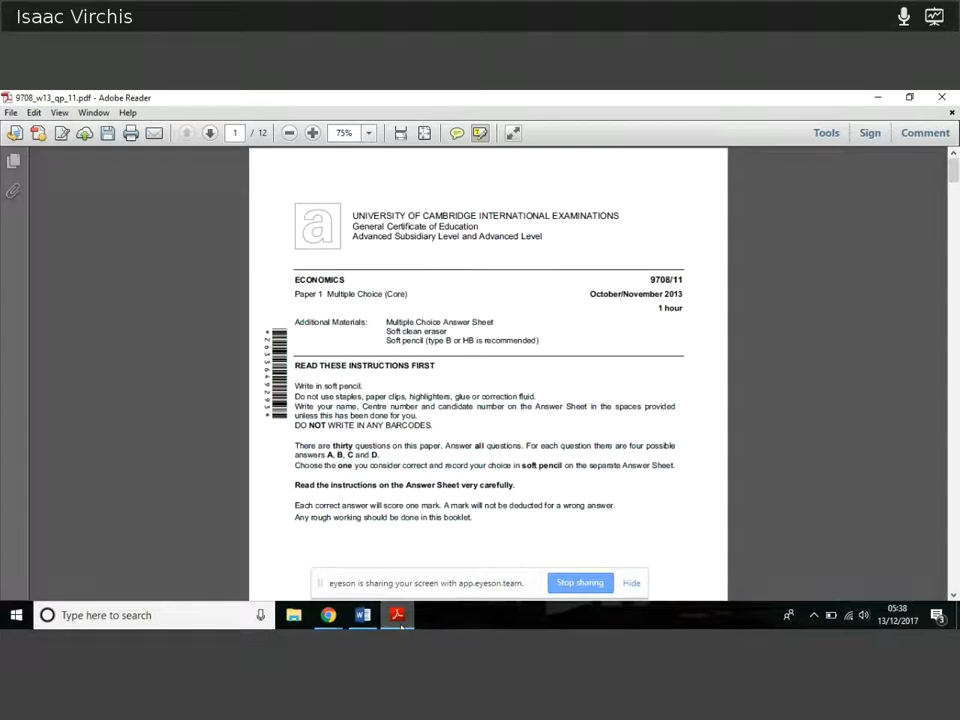 Isaac Virchis
9708_w13_qp_11.pdf - Adobe Reader
File Edit View Window Help
1 / 12 75% Tools Sign Comment
a
UNIVERSITY OF CAMBRIDGE INTERNATIONAL EXAMINATIONS
General Certificate of Education
Advanced Subsidiary Level and Advanced Level
ECONOMICS 9708/11
Paper 1 Multiple Choice (Core) October/November 2013
1 hour
Additional Materials: Multiple Choice Answer Sheet
Soft clean eraser
Soft pencil (type B or HB is recommended)
*2633649293*
READ THESE INSTRUCTIONS FIRST
Write in soft pencil.
Do not use staples, paper clips, highlighters, glue or correction fluid.
Write your name, Centre number and candidate number on the Answer Sheet in the spaces provided
unless this has been done for you.
DO NOT WRITE IN ANY BARCODES.
There are thirty questions on this paper. Answer all questions. For each question there are four possible
answers A, B, C and D.
Choose the one you consider correct and record your choice in soft pencil on the separate Answer Sheet.
Read the instructions on the Answer Sheet very carefully.
Each correct answer will score one mark. A mark will not be deducted for a wrong answer.
Any rough working should be done in this booklet.
eyeson is sharing your screen with app.eyeson.team. Stop sharing Hide
Type here to search
05:38
13/12/2017
3